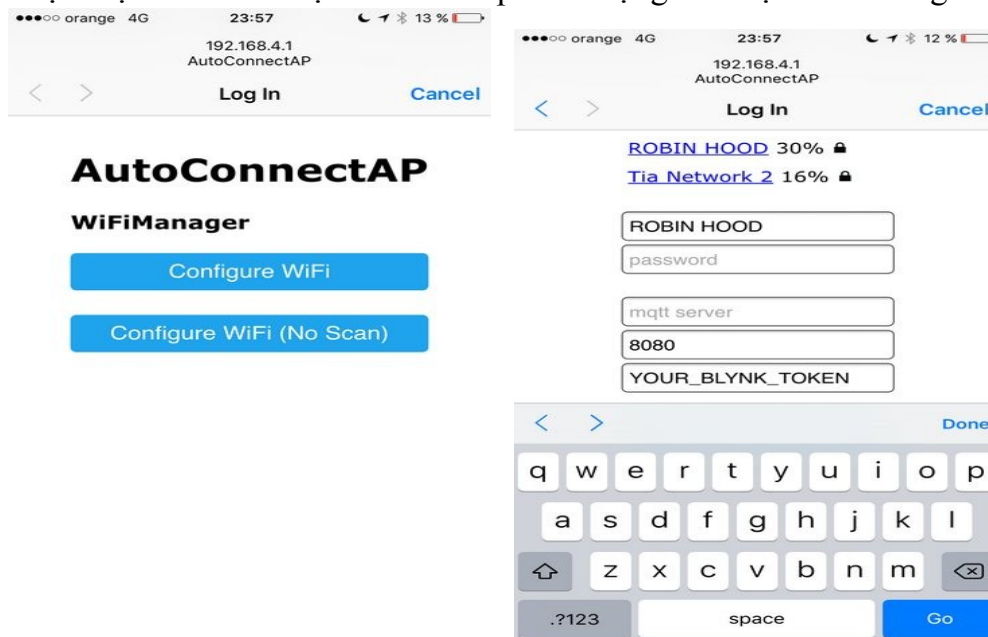 ●●●○○ orange 4G 23:57 13 %
192.168.4.1
AutoConnectAP
< > Log In Cancel
AutoConnectAP
WiFiManager
Configure WiFi
Configure WiFi (No Scan)
●●●○○ orange 4G 23:57 12 %
192.168.4.1
AutoConnectAP
< > Log In Cancel
ROBIN HOOD 30%
Tia Network 2 16%
ROBIN HOOD
password
mqtt server
8080
YOUR_BLYNK_TOKEN
< > Done
q w e r t y u i o p
a s d f g h j k l
z x c v b n m
.?123 space Go